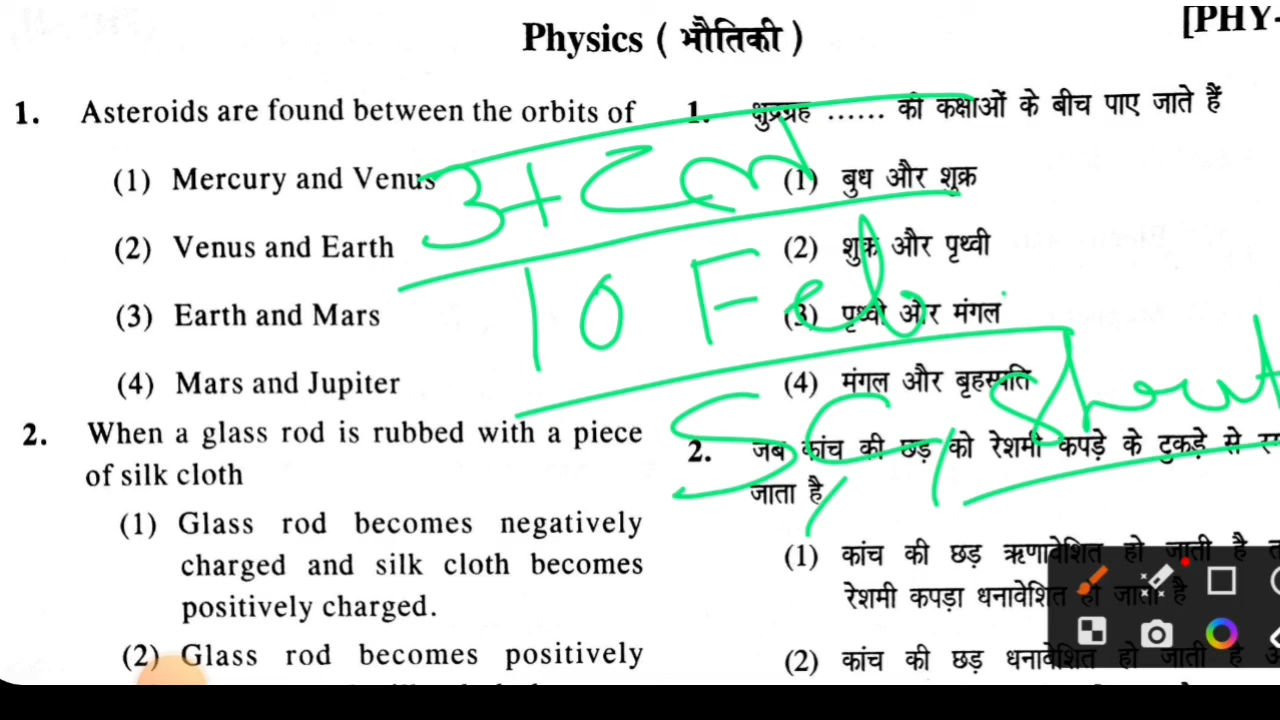 [PHY-
Physics ( भौतिकी )
1. Asteroids are found between the orbits of
(1) Mercury and Venus
(2) Venus and Earth
(3) Earth and Mars
(4) Mars and Jupiter
2. When a glass rod is rubbed with a piece
of silk cloth
(1) Glass rod becomes negatively
charged and silk cloth becomes
positively charged.
(2) Glass rod becomes positively
1. क्षुद्रग्रह ...... की कक्षाओं के बीच पाए जाते हैं
(1) बुध और शुक्र
(2) शुक्र और पृथ्वी
(3) पृथ्वी और मंगल
(4) मंगल और बृहस्पति
2. जब कांच की छड़ को रेशमी कपड़े के टुकड़े से
जाता है
(1) कांच की छड़ ऋणावेशित हो जाती है
रेशमी कपड़ा धनावेशित हो जाता है
(2) कांच की छड़ धनावेशित हो जाती है
10 Feb